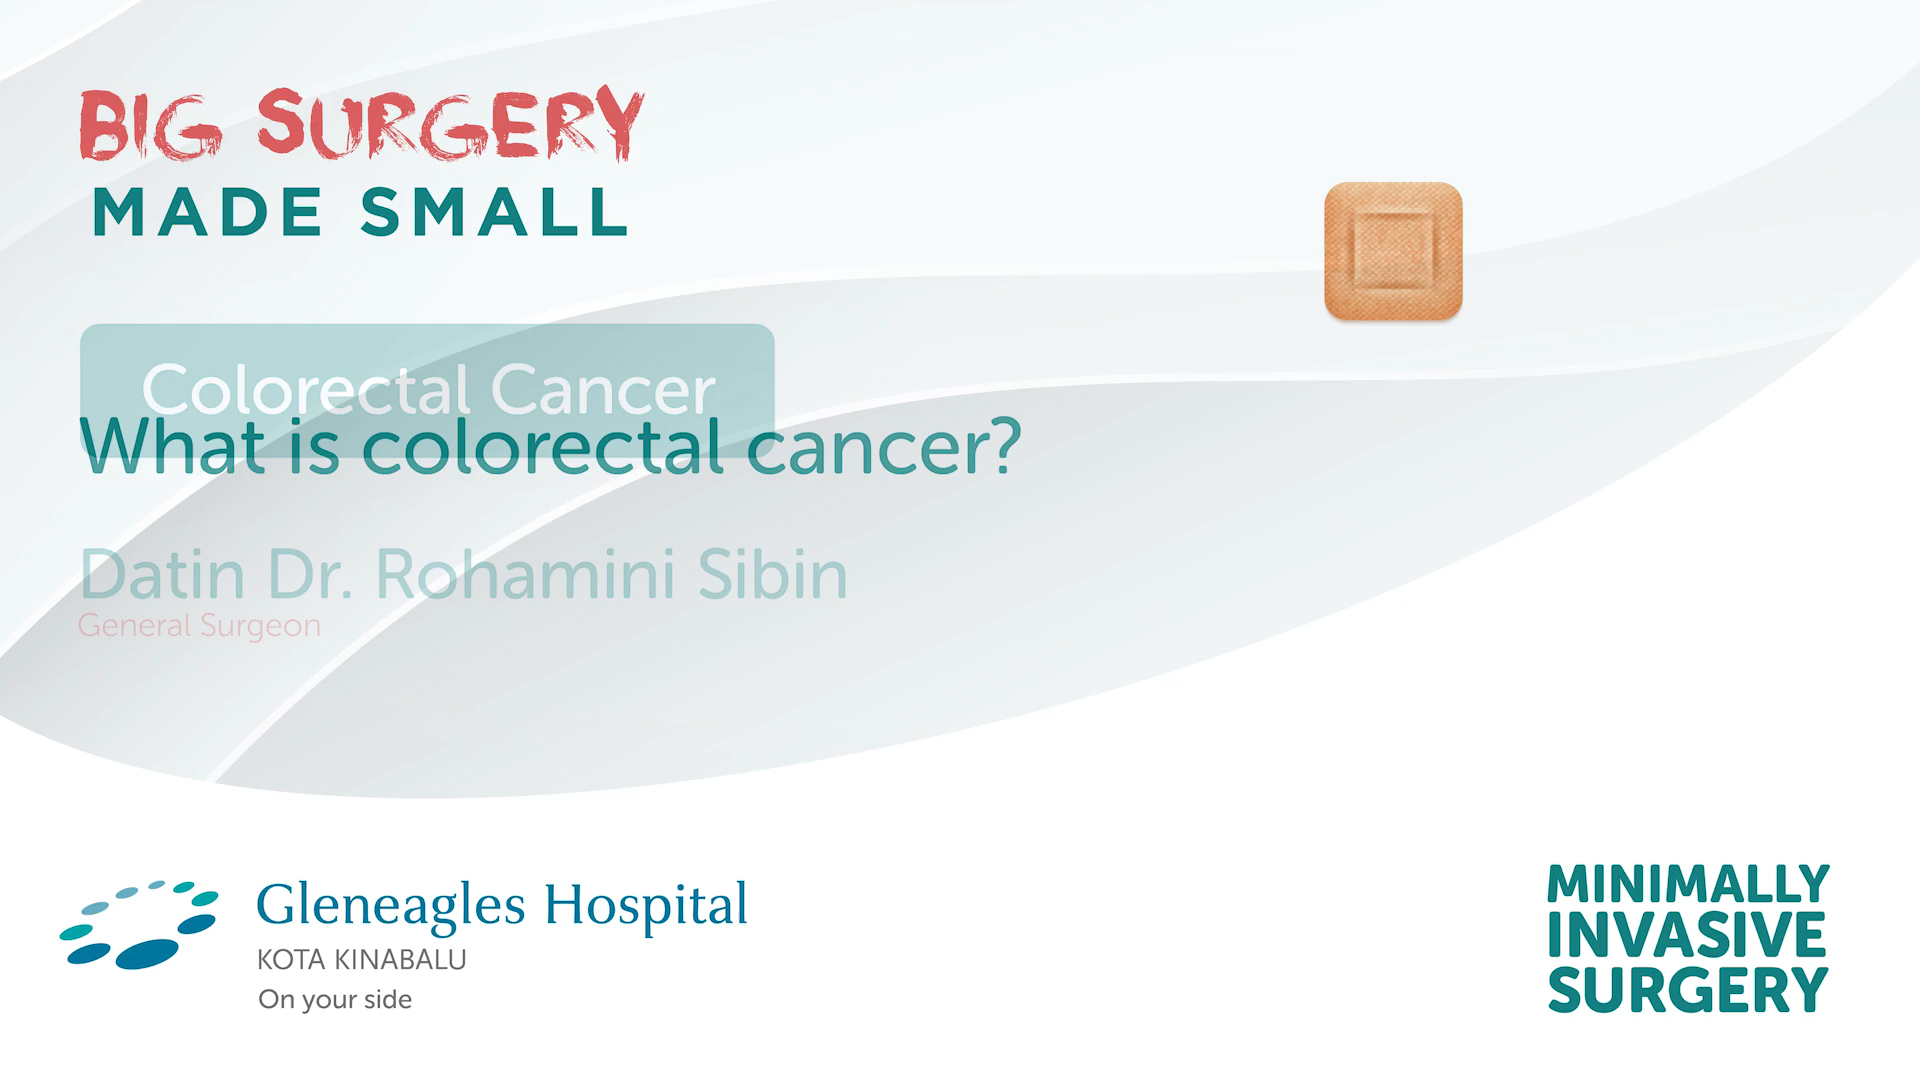 BIG SURGERY
MADE SMALL
Colorectal Cancer
What is colorectal cancer?
Datin Dr. Rohamini Sibin
General Surgeon
Gleneagles Hospital
KOTA KINABALU
On your side
MINIMALLY
INVASIVE
SURGERY